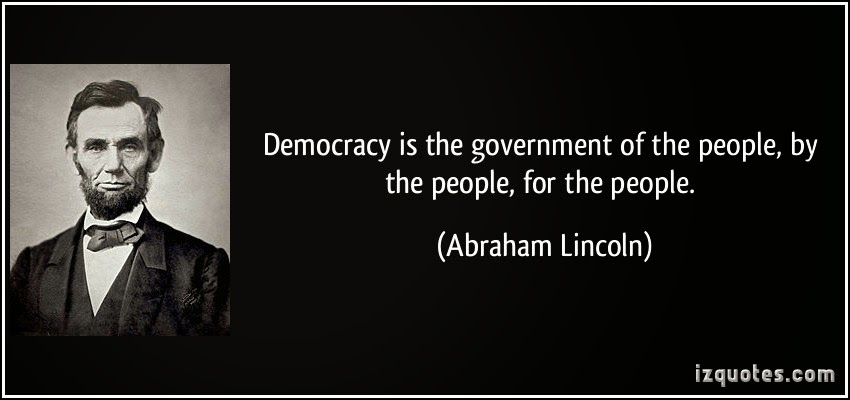 Democracy is the government of the people, by
the people, for the people.
(Abraham Lincoln)
izquotes.com